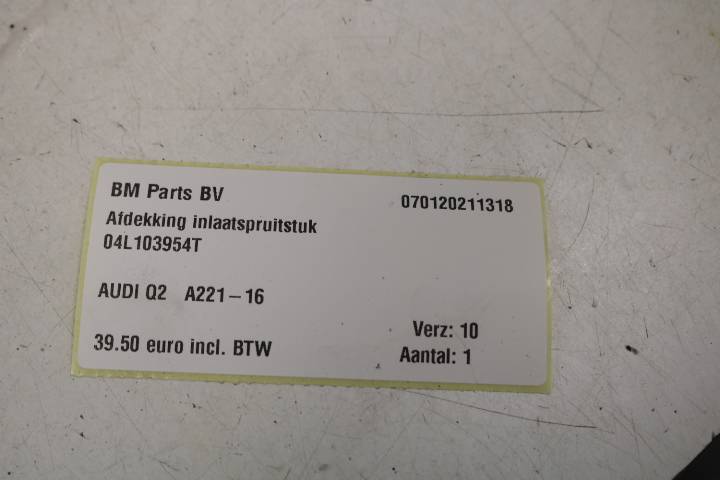 BM Parts BV 070120211318
Afdekking inlaatspruitstuk
04L103954T
AUDI Q2 A221-16
Verz: 10
39.50 euro incl. BTW Aantal: 1